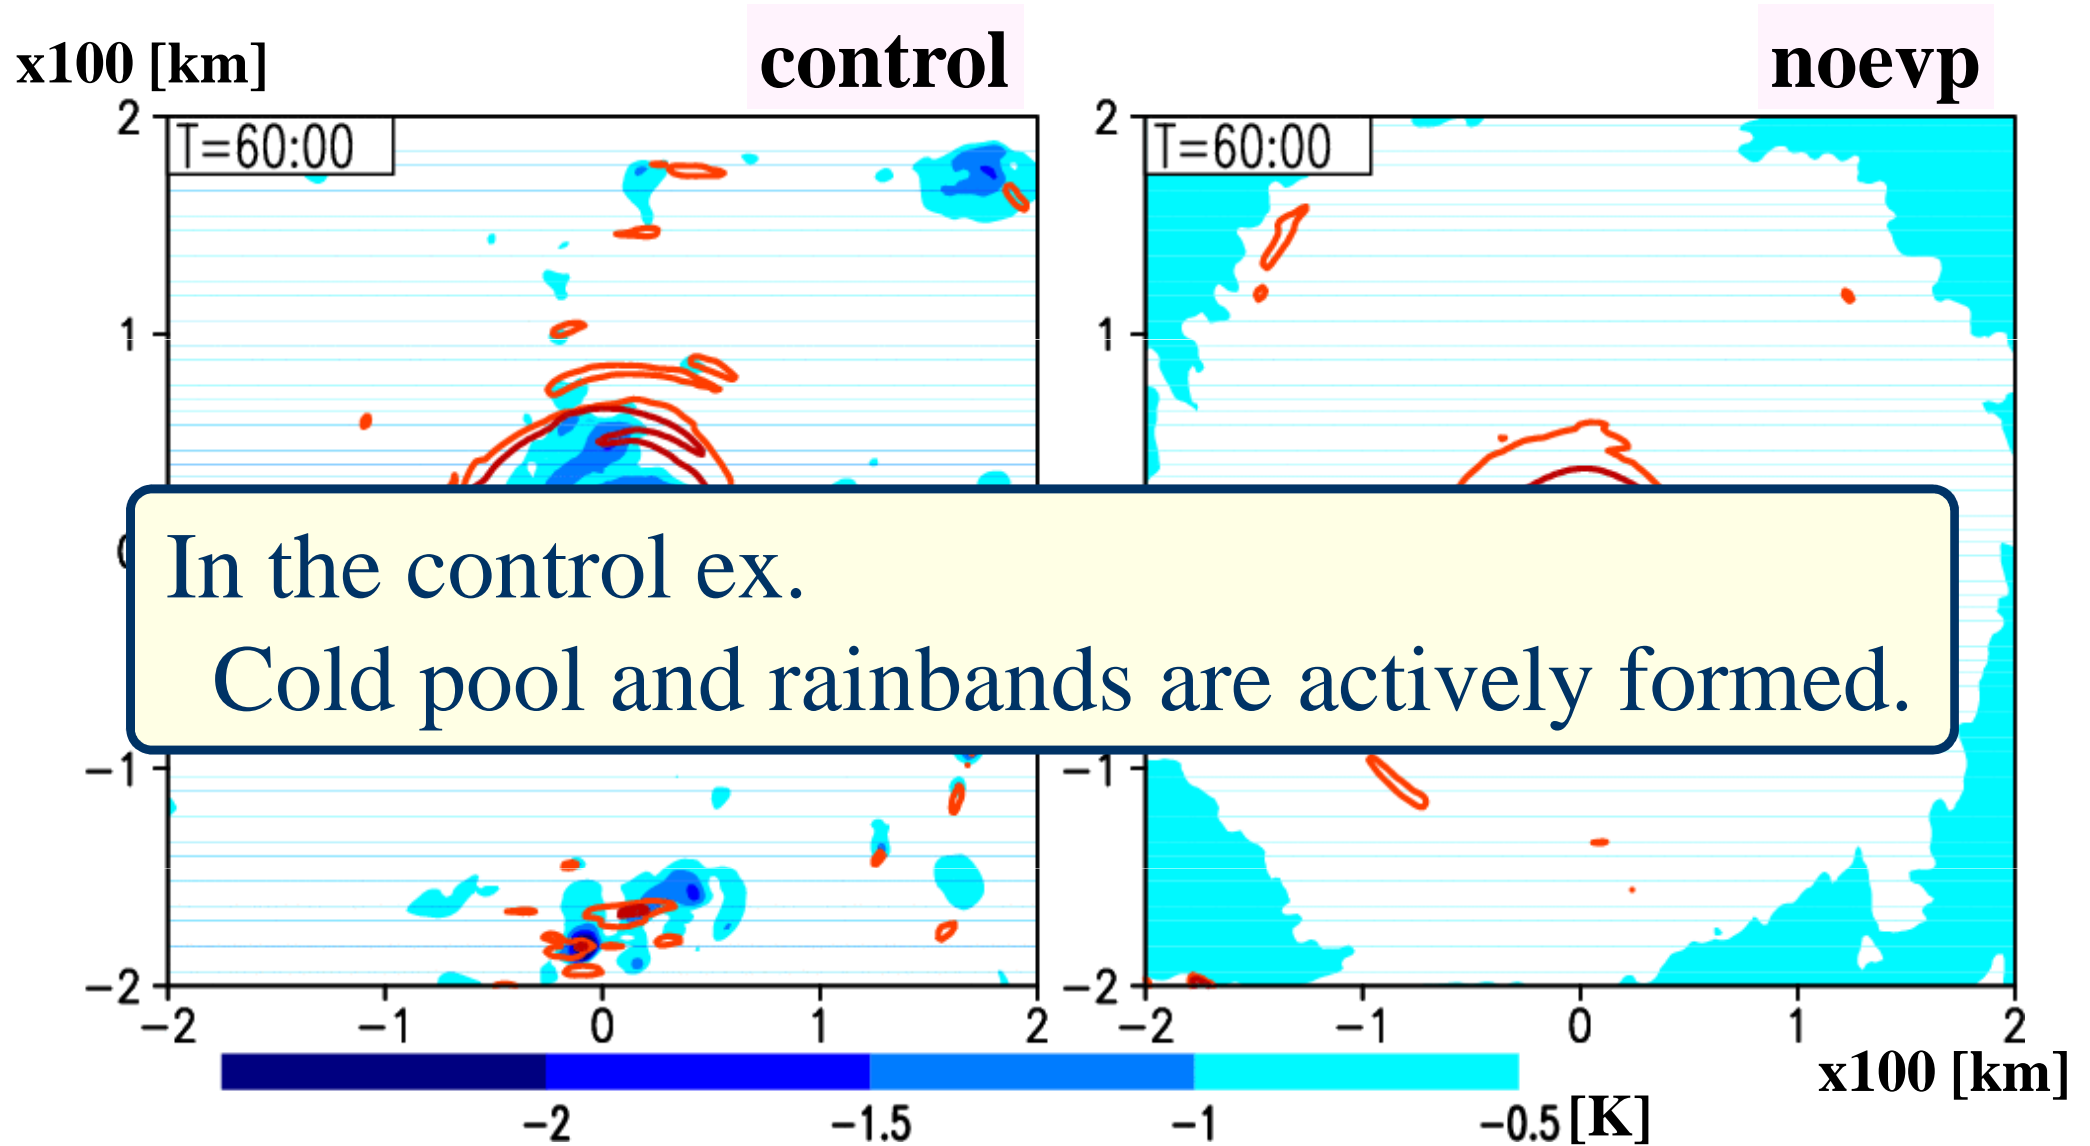 control
noevp
x100 [km]
2
T=60:00
2
T=60:00
1
1
In the control ex.
Cold pool and rainbands are actively formed.
−1
−1
−2
−2
−2 −1 0 1 2
−2 −1 0 1 2
x100 [km]
−2 −1.5 −1 −0.5 [K]